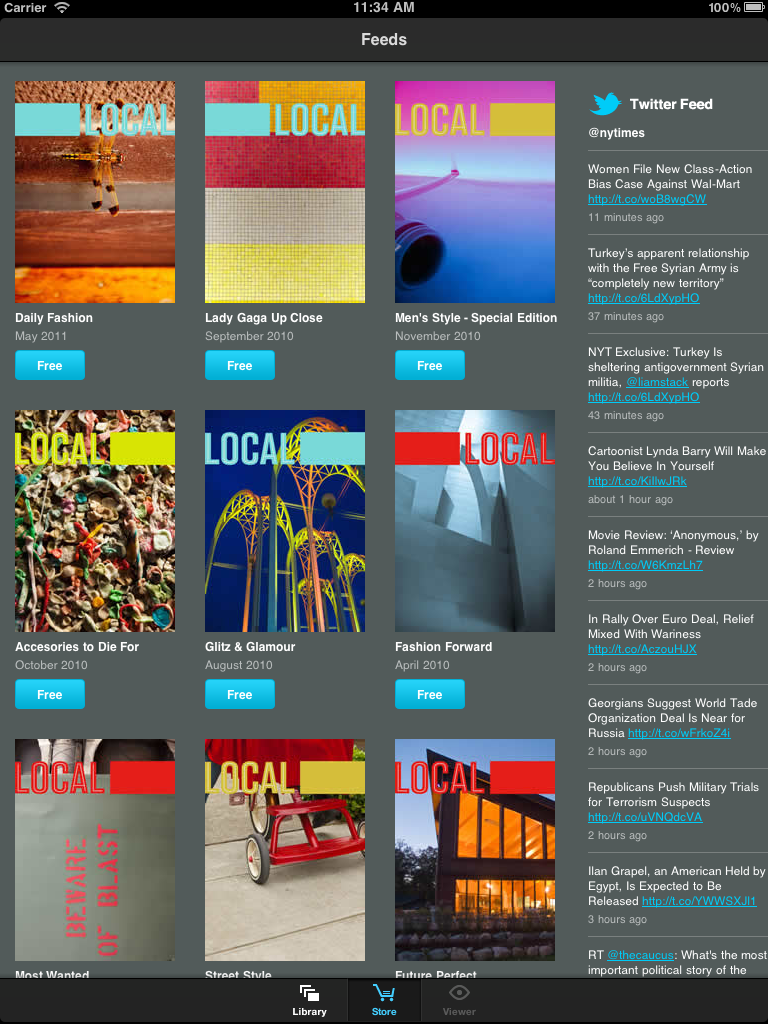 Carrier 11:34 AM 100%
Feeds
LOCAL
LOCAL
LOCAL
Daily Fashion
May 2011
Free
Lady Gaga Up Close
September 2010
Free
Men's Style - Special Edition
November 2010
Free
LOCAL
LOCAL
LOCAL
Accesories to Die For
October 2010
Free
Glitz & Glamour
August 2010
Free
Fashion Forward
April 2010
Free
LOCAL
BEWARE
OF BLAST
LOCAL
LOCAL
Most Wanted
Street Style
Future Perfect
Twitter Feed
@nytimes
Women File New Class-Action
Bias Case Against Wal-Mart
http://t.co/woB8wgCW
11 minutes ago
Turkey's apparent relationship
with the Free Syrian Army is
“completely new territory”
http://t.co/6LdXypHO
37 minutes ago
NYT Exclusive: Turkey Is
sheltering antigovernment Syrian
militia, @liamstack reports
http://t.co/6LdXypHO
43 minutes ago
Cartoonist Lynda Barry Will Make
You Believe In Yourself
http://t.co/KillwJRk
about 1 hour ago
Movie Review: ‘Anonymous,’ by
Roland Emmerich - Review
http://t.co/W6KmzLh7
2 hours ago
In Rally Over Euro Deal, Relief
Mixed With Wariness
http://t.co/AczouHJX
2 hours ago
Georgians Suggest World Tade
Organization Deal Is Near for
Russia http://t.co/wFrkoZ4i
2 hours ago
Republicans Push Military Trials
for Terrorism Suspects
http://t.co/uVNQdcVA
2 hours ago
Ilan Grapel, an American Held by
Egypt, Is Expected to Be
Released http://t.co/YWWSXJI1
3 hours ago
RT @thecaucus: What's the most
important political story of the
Library
Store
Viewer